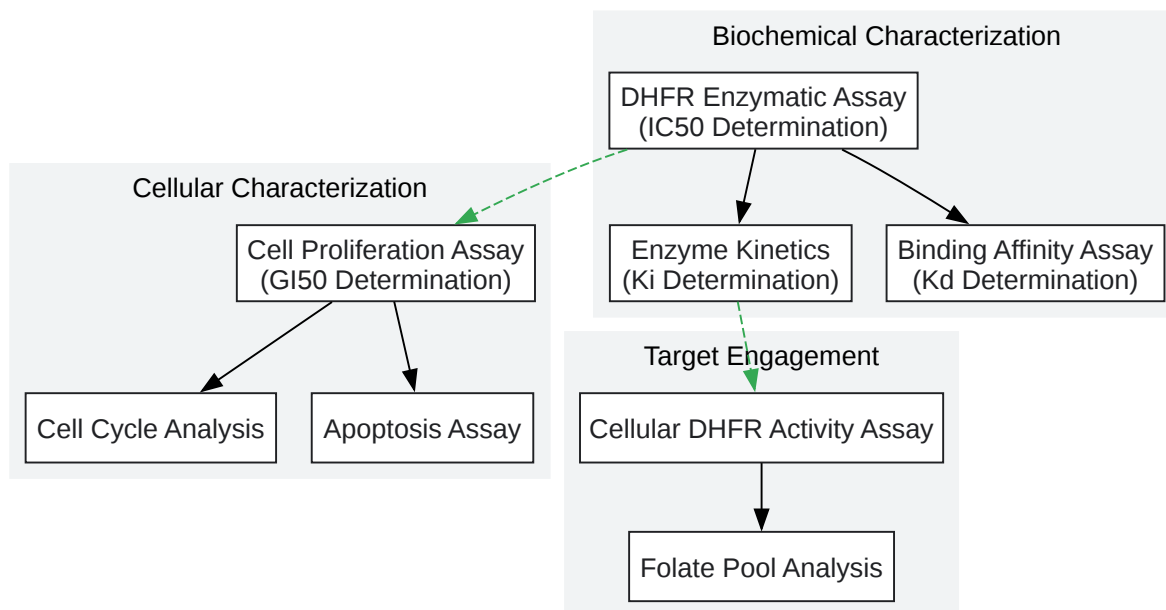 Biochemical Characterization
DHFR Enzymatic Assay
(IC50 Determination)
Cellular Characterization
Cell Proliferation Assay
(GI50 Determination)
Enzyme Kinetics
(Ki Determination)
Binding Affinity Assay
(Kd Determination)
Target Engagement
Cell Cycle Analysis
Apoptosis Assay
Cellular DHFR Activity Assay
Folate Pool Analysis